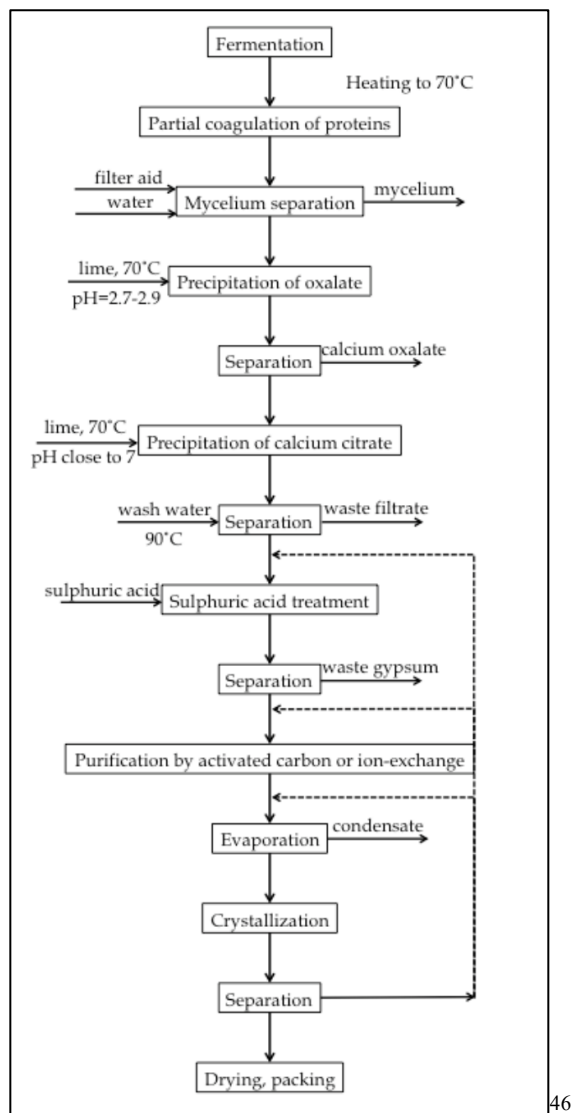 Fermentation
Heating to 70˚C
Partial coagulation of proteins
filter aid
water
Mycelium separation
mycelium
lime, 70˚C
pH=2.7-2.9
Precipitation of oxalate
Separation
calcium oxalate
lime, 70˚C
pH close to 7
Precipitation of calcium citrate
wash water
90˚C
Separation
waste filtrate
sulphuric acid
Sulphuric acid treatment
Separation
waste gypsum
Purification by activated carbon or ion-exchange
Evaporation
condensate
Crystallization
Separation
Drying, packing
46